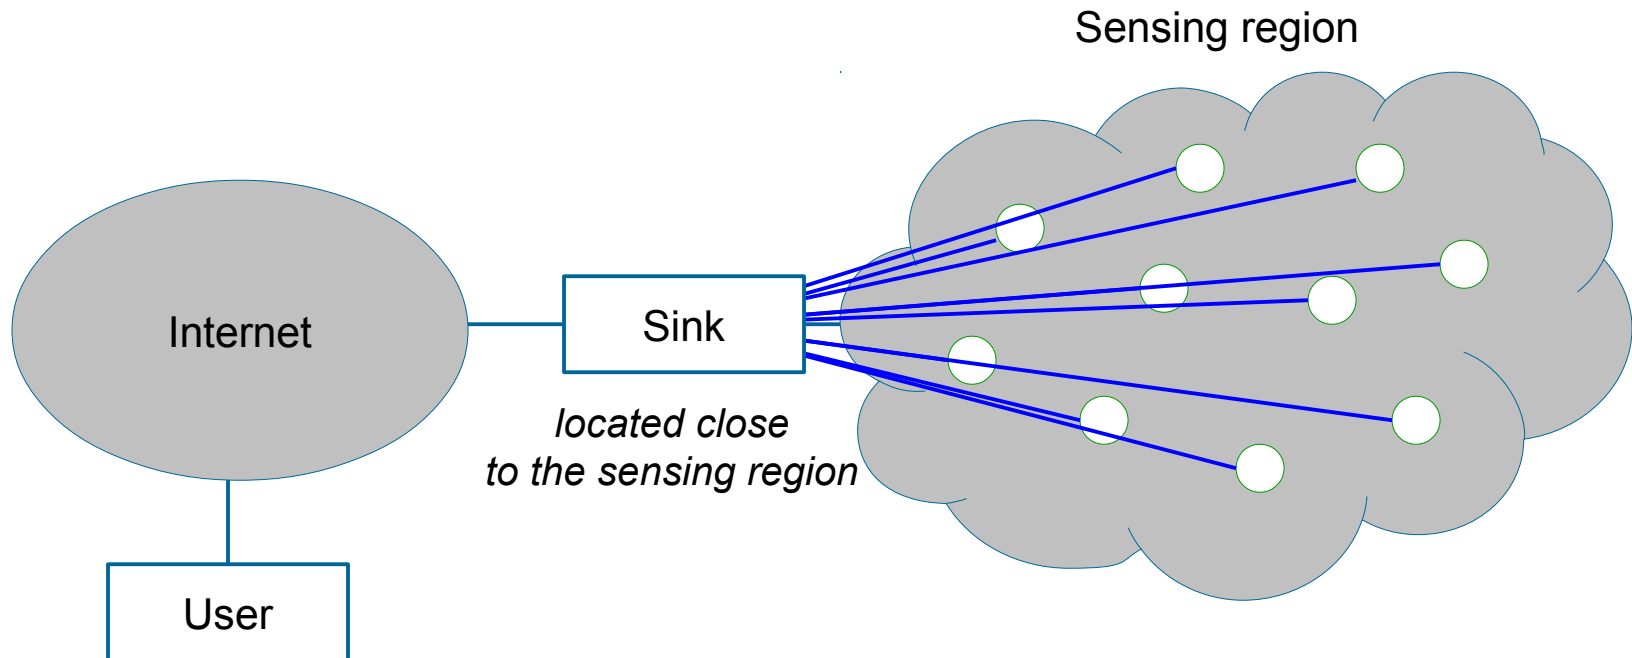 Sensing region
Internet
Sink
located close
to the sensing region
User